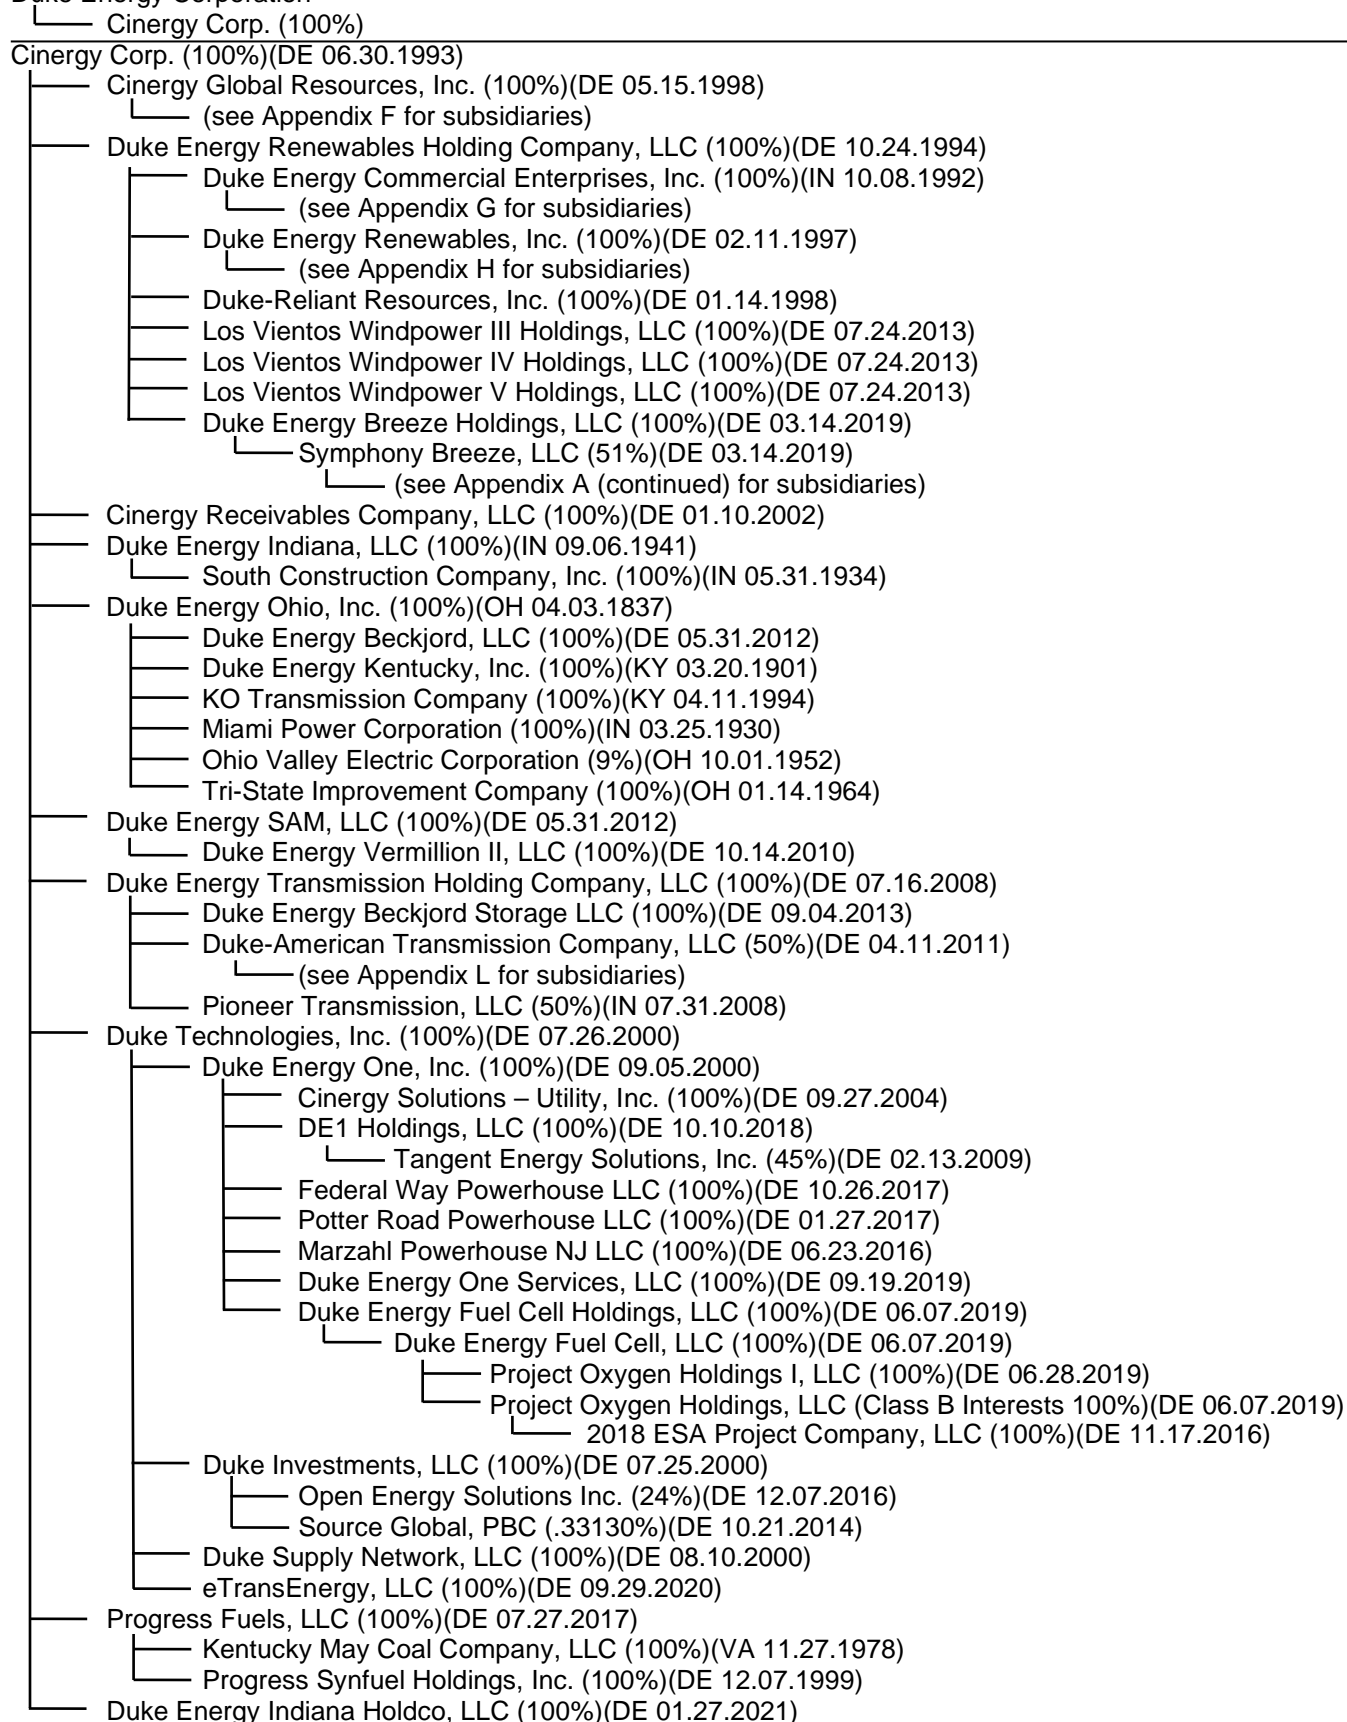 Duke Energy Corporation
Cinergy Corp. (100%)
Cinergy Corp. (100%)(DE 06.30.1993)
Cinergy Global Resources, Inc. (100%)(DE 05.15.1998)
(see Appendix F for subsidiaries)
Duke Energy Renewables Holding Company, LLC (100%)(DE 10.24.1994)
Duke Energy Commercial Enterprises, Inc. (100%)(IN 10.08.1992)
(see Appendix G for subsidiaries)
Duke Energy Renewables, Inc. (100%)(DE 02.11.1997)
(see Appendix H for subsidiaries)
Duke-Reliant Resources, Inc. (100%)(DE 01.14.1998)
Los Vientos Windpower III Holdings, LLC (100%)(DE 07.24.2013)
Los Vientos Windpower IV Holdings, LLC (100%)(DE 07.24.2013)
Los Vientos Windpower V Holdings, LLC (100%)(DE 07.24.2013)
Duke Energy Breeze Holdings, LLC (100%)(DE 03.14.2019)
Symphony Breeze, LLC (51%)(DE 03.14.2019)
(see Appendix A (continued) for subsidiaries)
Cinergy Receivables Company, LLC (100%)(DE 01.10.2002)
Duke Energy Indiana, LLC (100%)(IN 09.06.1941)
South Construction Company, Inc. (100%)(IN 05.31.1934)
Duke Energy Ohio, Inc. (100%)(OH 04.03.1837)
Duke Energy Beckjord, LLC (100%)(DE 05.31.2012)
Duke Energy Kentucky, Inc. (100%)(KY 03.20.1901)
KO Transmission Company (100%)(KY 04.11.1994)
Miami Power Corporation (100%)(IN 03.25.1930)
Ohio Valley Electric Corporation (9%)(OH 10.01.1952)
Tri-State Improvement Company (100%)(OH 01.14.1964)
Duke Energy SAM, LLC (100%)(DE 05.31.2012)
Duke Energy Vermillion II, LLC (100%)(DE 10.14.2010)
Duke Energy Transmission Holding Company, LLC (100%)(DE 07.16.2008)
Duke Energy Beckjord Storage LLC (100%)(DE 09.04.2013)
Duke-American Transmission Company, LLC (50%)(DE 04.11.2011)
(see Appendix L for subsidiaries)
Pioneer Transmission, LLC (50%)(IN 07.31.2008)
Duke Technologies, Inc. (100%)(DE 07.26.2000)
Duke Energy One, Inc. (100%)(DE 09.05.2000)
Cinergy Solutions – Utility, Inc. (100%)(DE 09.27.2004)
DE1 Holdings, LLC (100%)(DE 10.10.2018)
Tangent Energy Solutions, Inc. (45%)(DE 02.13.2009)
Federal Way Powerhouse LLC (100%)(DE 10.26.2017)
Potter Road Powerhouse LLC (100%)(DE 01.27.2017)
Marzahl Powerhouse NJ LLC (100%)(DE 06.23.2016)
Duke Energy One Services, LLC (100%)(DE 09.19.2019)
Duke Energy Fuel Cell Holdings, LLC (100%)(DE 06.07.2019)
Duke Energy Fuel Cell, LLC (100%)(DE 06.07.2019)
Project Oxygen Holdings I, LLC (100%)(DE 06.28.2019)
Project Oxygen Holdings, LLC (Class B Interests 100%)(DE 06.07.2019)
2018 ESA Project Company, LLC (100%)(DE 11.17.2016)
Duke Investments, LLC (100%)(DE 07.25.2000)
Open Energy Solutions Inc. (24%)(DE 12.07.2016)
Source Global, PBC (.33130%)(DE 10.21.2014)
Duke Supply Network, LLC (100%)(DE 08.10.2000)
eTransEnergy, LLC (100%)(DE 09.29.2020)
Progress Fuels, LLC (100%)(DE 07.27.2017)
Kentucky May Coal Company, LLC (100%)(VA 11.27.1978)
Progress Synfuel Holdings, Inc. (100%)(DE 12.07.1999)
Duke Energy Indiana Holdco, LLC (100%)(DE 01.27.2021)